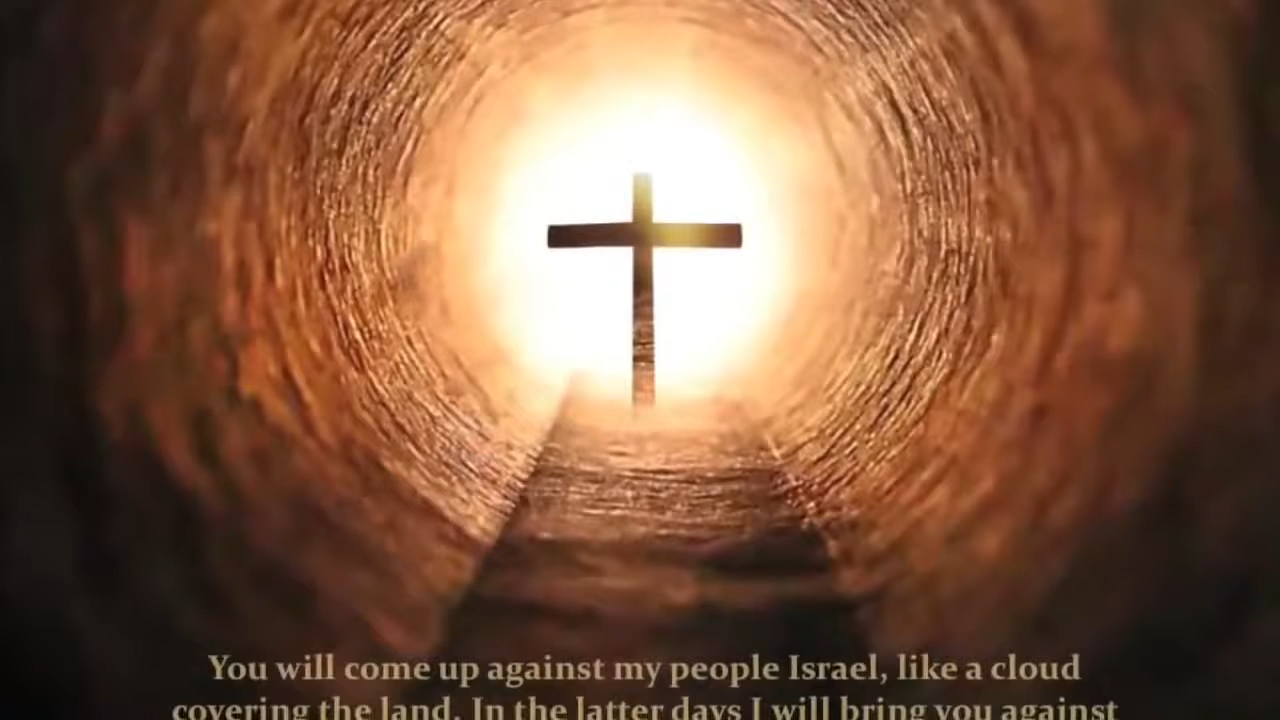 You will come up against my people Israel, like a cloud
covering the land. In the latter days I will bring you against